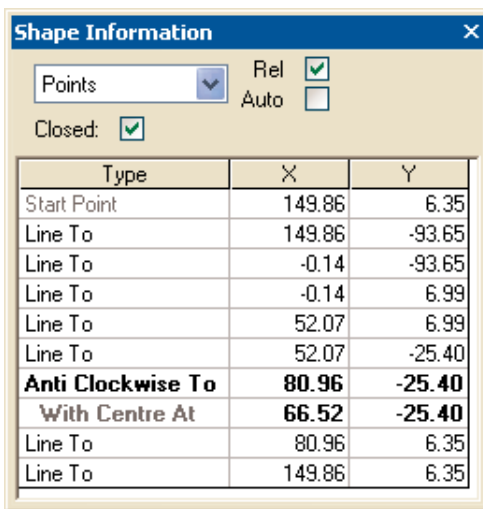 Shape Information
Points
Rel
Auto
Closed:
Type X Y
Start Point 149.86 6.35
Line To 149.86 -93.65
Line To -0.14 -93.65
Line To -0.14 6.99
Line To 52.07 6.99
Line To 52.07 -25.40
Anti Clockwise To 80.96 -25.40
With Centre At 66.52 -25.40
Line To 80.96 6.35
Line To 149.86 6.35